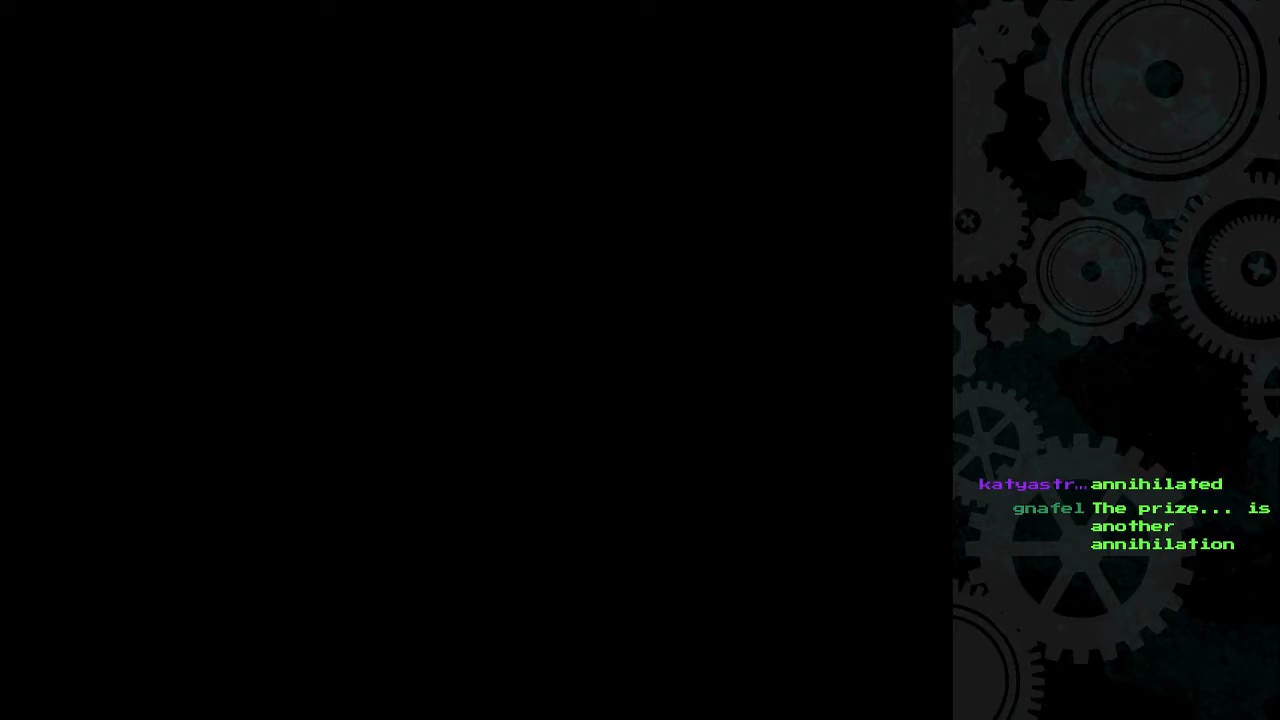 katyastr... annihilated
gnafel The prize... is
another
annihilation